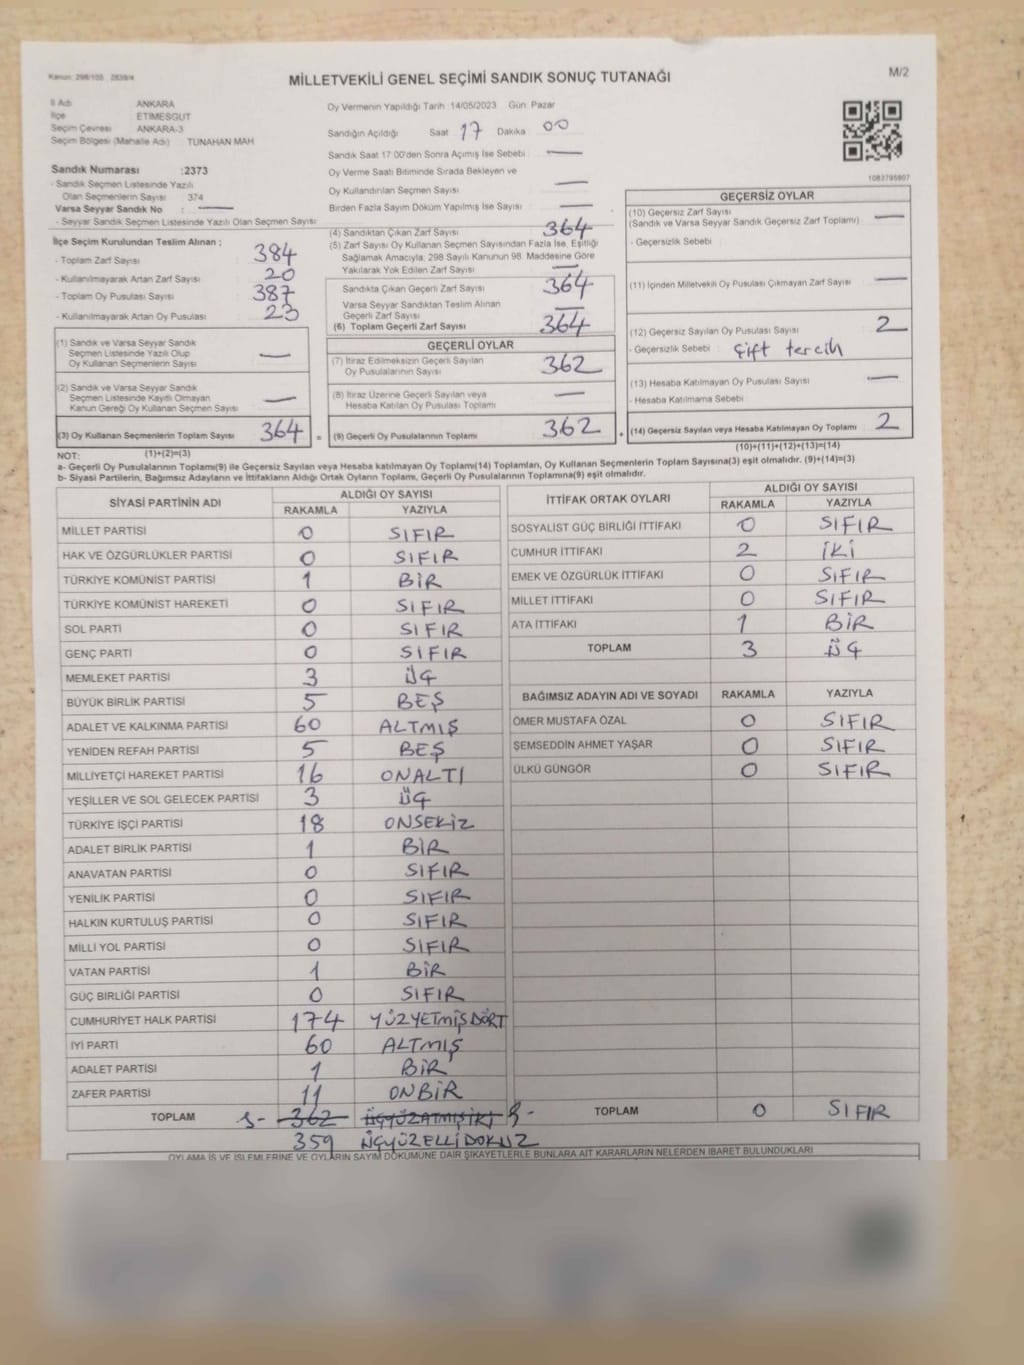 Kanun: 298/105 2839/4
MİLLETVEKİLİ GENEL SEÇİMİ SANDIK SONUÇ TUTANAĞI
M/2
İl Adı ANKARA
İlçe ETİMESGUT
Seçim Çevresi ANKARA-3
Seçim Bölgesi (Mahalle Adı) TUNAHAN MAH
Sandık Numarası :2373
- Sandık Seçmen Listesinde Yazılı
Olan Seçmenlerin Sayısı 374
Varsa Seyyar Sandık No : —
- Seyyar Sandık Seçmen Listesinde Yazılı Olan Seçmen Sayısı
İlçe Seçim Kurulundan Teslim Alınan ;
- Toplam Zarf Sayısı 384
- Kullanılmayarak Artan Zarf Sayısı 20
- Toplam Oy Pusulası Sayısı 387
- Kullanılmayarak Artan Oy Pusulası 23
(1) Sandık ve Varsa Seyyar Sandık
Seçmen Listesinde Yazılı Olup
Oy Kullanan Seçmenlerin Sayısı —
(2) Sandık ve Varsa Seyyar Sandık
Seçmen Listesinde Kayıtlı Olmayan
Kanun Gereği Oy Kullanan Seçmen Sayısı —
(3) Oy Kullanan Seçmenlerin Toplam Sayısı 364 =
(1)+(2)=(3)
Oy Vermenin Yapıldığı Tarih :14/05/2023 Gün: Pazar
Sandığın Açıldığı Saat 17 Dakika 00
Sandık Saat 17:00'den Sonra Açımış İse Sebebi : —
Oy Verme Saati Bitiminde Sırada Bekleyen ve
Oy Kullandırılan Seçmen Sayısı —
Birden Fazla Sayım Döküm Yapılmış İse Sayısı —
(4) Sandıktan Çıkan Zarf Sayısı 364
(5) Zarf Sayısı Oy Kullanan Seçmen Sayısından Fazla İse, Eşitliği
Sağlamak Amacıyla, 298 Sayılı Kanunun 98. Maddesine Göre
Yakılarak Yok Edilen Zarf Sayısı —
Sandıkta Çıkan Geçerli Zarf Sayısı 364
Varsa Seyyar Sandıktan Teslim Alınan
Geçerli Zarf Sayısı —
(6) Toplam Geçerli Zarf Sayısı 364
GEÇERLİ OYLAR
(7) İtiraz Edilmeksizin Geçerli Sayılan
Oy Pusulalarının Sayısı 362
(8) İtiraz Üzerine Geçerli Sayılan veya
Hesaba Katılan Oy Pusulası Toplamı —
(9) Geçerli Oy Pusulalarının Toplamı 362 +
1083795807
GEÇERSİZ OYLAR
(10) Geçersiz Zarf Sayısı
(Sandık ve Varsa Seyyar Sandık Geçersiz Zarf Toplamı) —
- Geçersizlik Sebebi
(11) İçinden Milletvekili Oy Pusulası Çıkmayan Zarf Sayısı —
(12) Geçersiz Sayılan Oy Pusulası Sayısı 2
- Geçersizlik Sebebi : çift tercih
(13) Hesaba Katılmayan Oy Pusulası Sayısı —
- Hesaba Katılmama Sebebi
(14) Geçersiz Sayılan veya Hesaba Katılmayan Oy Toplamı 2
(10)+(11)+(12)+(13)=(14)
NOT:
a- Geçerli Oy Pusulalarının Toplamı(9) ile Geçersiz Sayılan veya Hesaba katılmayan Oy Toplamı(14) Toplamları, Oy Kullanan Seçmenlerin Toplam Sayısına(3) eşit olmalıdır. (9)+(14)=(3)
b- Siyasi Partilerin, Bağımsız Adayların ve İttifakların Aldığı Ortak Oyların Toplamı, Geçerli Oy Pusulalarının Toplamına(9) eşit olmalıdır.
SİYASİ PARTİNİN ADI ALDIĞI OY SAYISI
RAKAMLA YAZIYLA
MİLLET PARTİSİ 0 SIFIR
HAK VE ÖZGÜRLÜKLER PARTİSİ 0 SIFIR
TÜRKİYE KOMÜNİST PARTİSİ 1 BİR
TÜRKİYE KOMÜNİST HAREKETİ 0 SIFIR
SOL PARTİ 0 SIFIR
GENÇ PARTİ 0 SIFIR
MEMLEKET PARTİSİ 3 ÜÇ
BÜYÜK BİRLİK PARTİSİ 5 BEŞ
ADALET VE KALKINMA PARTİSİ 60 ALTMIŞ
YENİDEN REFAH PARTİSİ 5 BEŞ
MİLLİYETÇİ HAREKET PARTİSİ 16 ONALTI
YEŞİLLER VE SOL GELECEK PARTİSİ 3 ÜÇ
TÜRKİYE İŞÇİ PARTİSİ 18 ONSEKİZ
ADALET BİRLİK PARTİSİ 1 BİR
ANAVATAN PARTİSİ 0 SIFIR
YENİLİK PARTİSİ 0 SIFIR
HALKIN KURTULUŞ PARTİSİ 0 SIFIR
MİLLİ YOL PARTİSİ 0 SIFIR
VATAN PARTİSİ 1 BİR
GÜÇ BİRLİĞİ PARTİSİ 0 SIFIR
CUMHURİYET HALK PARTİSİ 174 YÜZYETMİŞDÖRT
İYİ PARTİ 60 ALTMIŞ
ADALET PARTİSİ 1 BİR
ZAFER PARTİSİ 11 ONBİR
TOPLAM 362 ÜÇYÜZATMIŞİKİ
359 ÜÇYÜZELLİDOKUZ
İTTİFAK ORTAK OYLARI ALDIĞI OY SAYISI
RAKAMLA YAZIYLA
SOSYALİST GÜÇ BİRLİĞİ İTTİFAKI 0 SIFIR
CUMHUR İTTİFAKI 2 İKİ
EMEK VE ÖZGÜRLÜK İTTİFAKI 0 SIFIR
MİLLET İTTİFAKI 0 SIFIR
ATA İTTİFAKI 1 BİR
TOPLAM 3 ÜÇ
BAĞIMSIZ ADAYIN ADI VE SOYADI RAKAMLA YAZIYLA
ÖMER MUSTAFA ÖZAL 0 SIFIR
ŞEMSEDDİN AHMET YAŞAR 0 SIFIR
ÜLKÜ GÜNGÖR 0 SIFIR
TOPLAM 0 SIFIR
OYLAMA İŞ VE İŞLEMLERİNE VE OYLARIN SAYIM DÖKÜMÜNE DAİR ŞİKAYETLERLE BUNLARA AİT KARARLARIN NELERDEN İBARET BULUNDUKLARI